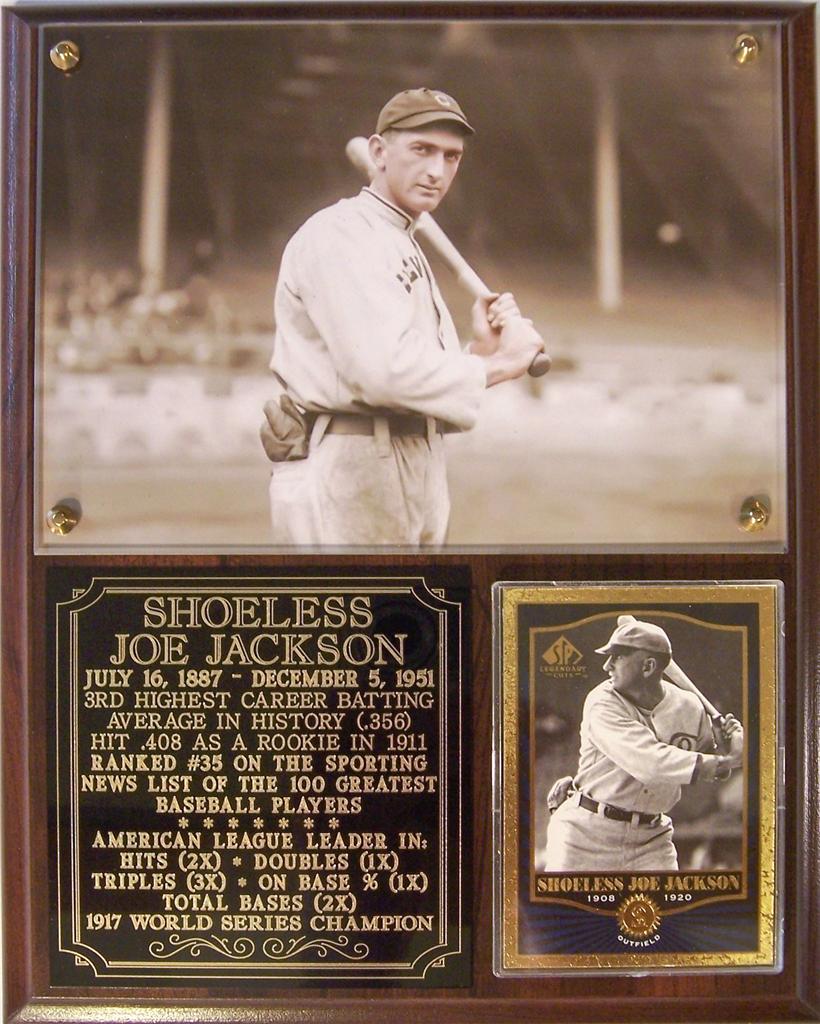 C
CLEV
SHOELESS
JOE JACKSON
JULY 16, 1887 - DECEMBER 5, 1951
3RD HIGHEST CAREER BATTING
AVERAGE IN HISTORY (.356)
HIT .408 AS A ROOKIE IN 1911
RANKED #35 ON THE SPORTING
NEWS LIST OF THE 100 GREATEST
BASEBALL PLAYERS
* * * * * * *
AMERICAN LEAGUE LEADER IN:
HITS (2X) * DOUBLES (1X)
TRIPLES (3X) * ON BASE % (1X)
TOTAL BASES (2X)
1917 WORLD SERIES CHAMPION
SP
LEGENDARY
CUTS
SHOELESS JOE JACKSON
1908 1920
OUTFIELD